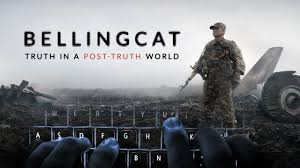 BELLINGCAT
TRUTH IN A POST-TRUTH WORLD
W E R T Y U
A S D F G H J K L
B N